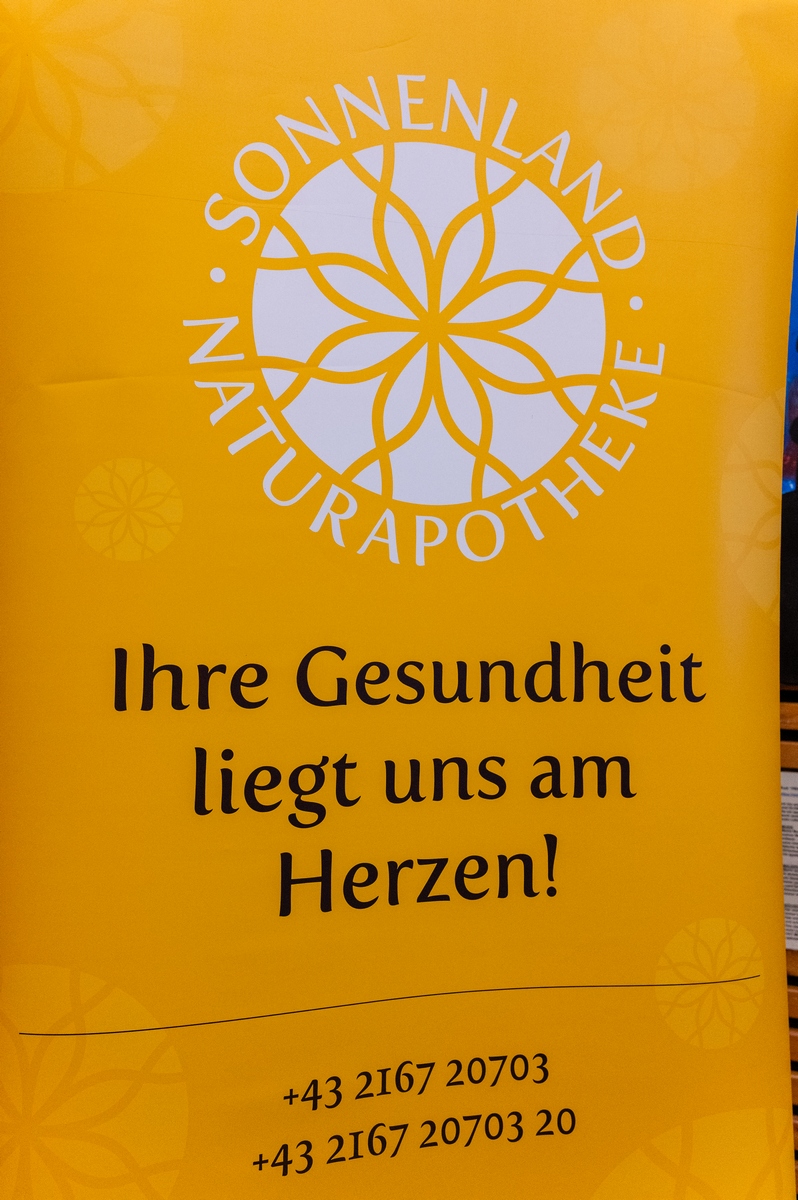 SONNENLAND
NATURAPOTHEKE
Ihre Gesundheit
liegt uns am
Herzen!
+43 2167 20703
+43 2167 20703 20